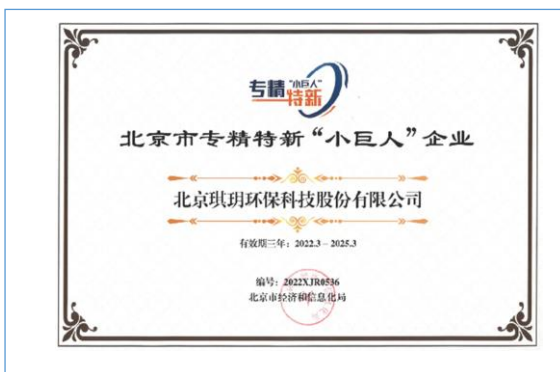 专精
“小巨人”
特新
北京市专精特新“小巨人”企业
北京琪玥环保科技股份有限公司
有效期三年：2022.3 – 2025.3
编号：2022XJR0536
北京市经济和信息化局